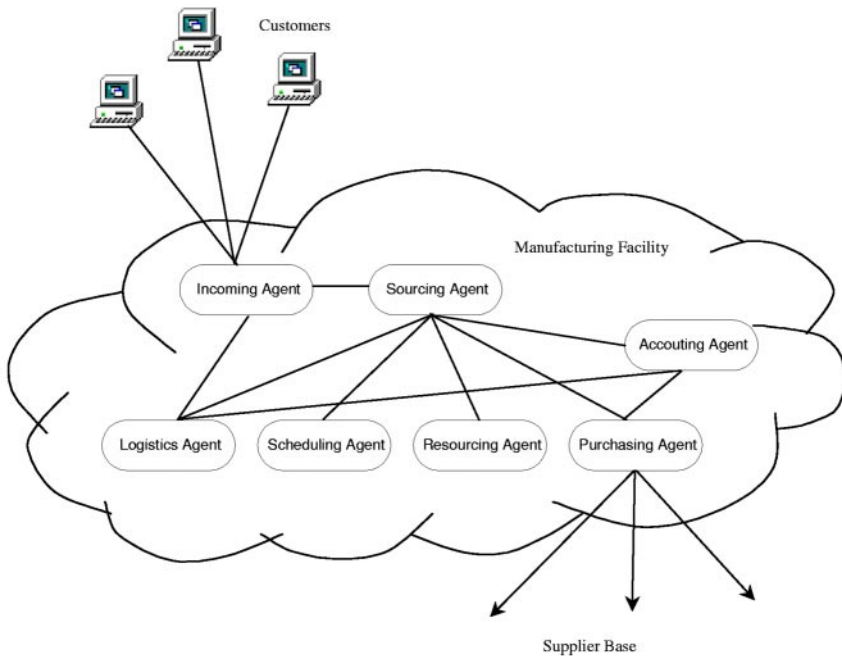 Customers
Manufacturing Facility
Incoming Agent
Sourcing Agent
Accouting Agent
Logistics Agent
Scheduling Agent
Resourcing Agent
Purchasing Agent
Supplier Base